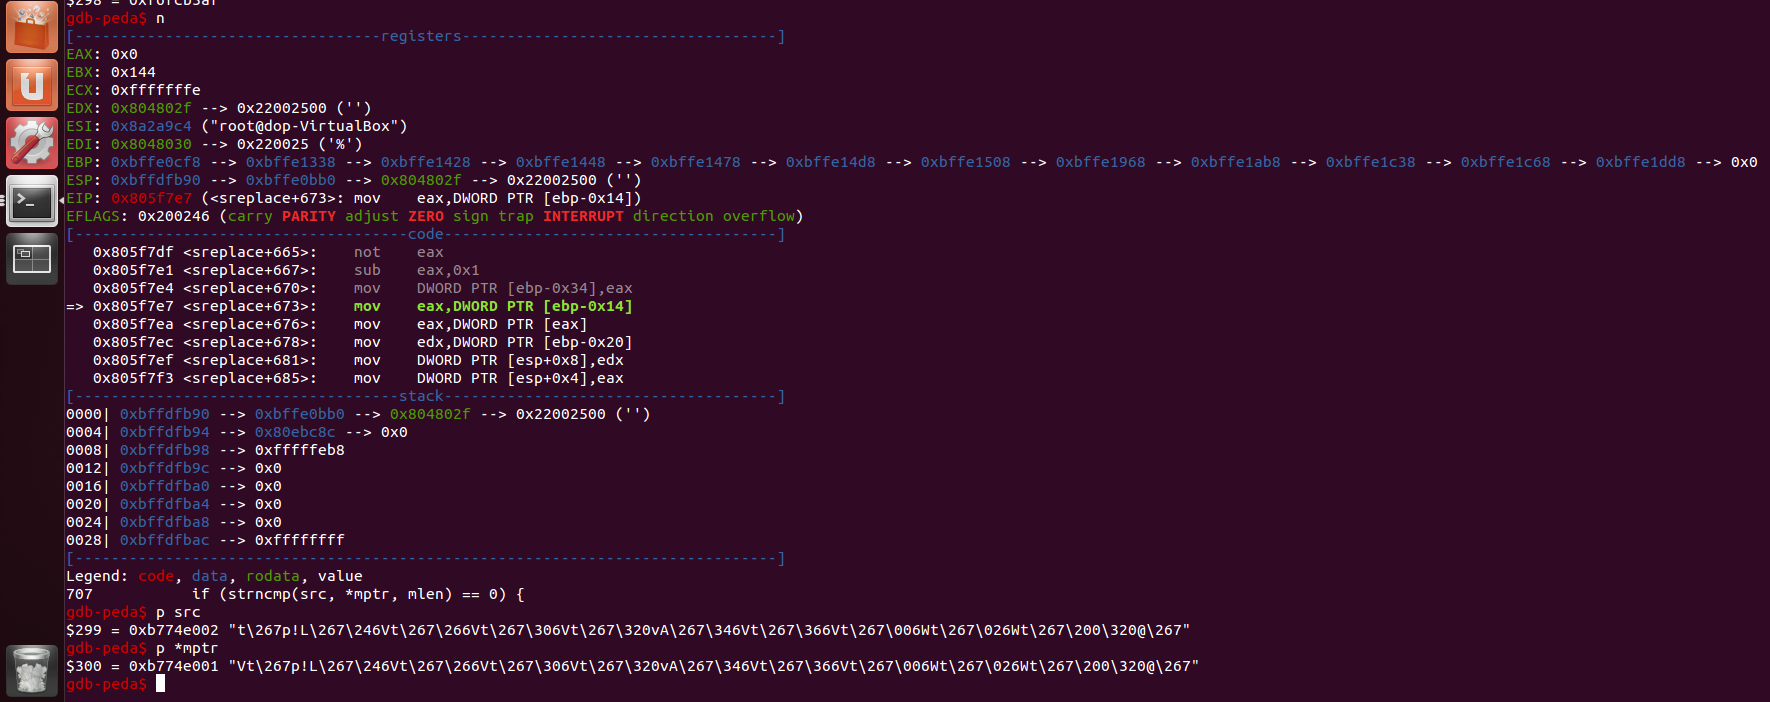 $298 = 0xf6fcb3af
gdb-peda$ n
[----------------------------------registers-----------------------------------]
EAX: 0x0
EBX: 0x144
ECX: 0xfffffffe
EDX: 0x804802f --> 0x22002500 ('')
ESI: 0x8a2a9c4 ("root@dop-VirtualBox")
EDI: 0x8048030 --> 0x220025 ('%')
EBP: 0xbffe0cf8 --> 0xbffe1338 --> 0xbffe1428 --> 0xbffe1448 --> 0xbffe1478 --> 0xbffe14d8 --> 0xbffe1508 --> 0xbffe1968 --> 0xbffe1ab8 --> 0xbffe1c38 --> 0xbffe1c68 --> 0xbffe1dd8 --> 0x0
ESP: 0xbffdfb90 --> 0xbffe0bb0 --> 0x804802f --> 0x22002500 ('')
EIP: 0x805f7e7 (<sreplace+673>: mov    eax,DWORD PTR [ebp-0x14])
EFLAGS: 0x200246 (carry PARITY adjust ZERO sign trap INTERRUPT direction overflow)
[-------------------------------------code-------------------------------------]
   0x805f7df <sreplace+665>:    not    eax
   0x805f7e1 <sreplace+667>:    sub    eax,0x1
   0x805f7e4 <sreplace+670>:    mov    DWORD PTR [ebp-0x34],eax
=> 0x805f7e7 <sreplace+673>:    mov    eax,DWORD PTR [ebp-0x14]
   0x805f7ea <sreplace+676>:    mov    eax,DWORD PTR [eax]
   0x805f7ec <sreplace+678>:    mov    edx,DWORD PTR [ebp-0x20]
   0x805f7ef <sreplace+681>:    mov    DWORD PTR [esp+0x8],edx
   0x805f7f3 <sreplace+685>:    mov    DWORD PTR [esp+0x4],eax
[------------------------------------stack-------------------------------------]
0000| 0xbffdfb90 --> 0xbffe0bb0 --> 0x804802f --> 0x22002500 ('')
0004| 0xbffdfb94 --> 0x80ebc8c --> 0x0
0008| 0xbffdfb98 --> 0xfffffeb8
0012| 0xbffdfb9c --> 0x0
0016| 0xbffdfba0 --> 0x0
0020| 0xbffdfba4 --> 0x0
0024| 0xbffdfba8 --> 0x0
0028| 0xbffdfbac --> 0xffffffff
[------------------------------------------------------------------------------]
Legend: code, data, rodata, value
707           if (strncmp(src, *mptr, mlen) == 0) {
gdb-peda$ p src
$299 = 0xb774e002 "t\267p!L\267\246Vt\267\266Vt\267\306Vt\267\320vA\267\346Vt\267\366Vt\267\006Wt\267\026Wt\267\200\320@\267"
gdb-peda$ p *mptr
$300 = 0xb774e001 "Vt\267p!L\267\246Vt\267\266Vt\267\306Vt\267\320vA\267\346Vt\267\366Vt\267\006Wt\267\026Wt\267\200\320@\267"
gdb-peda$